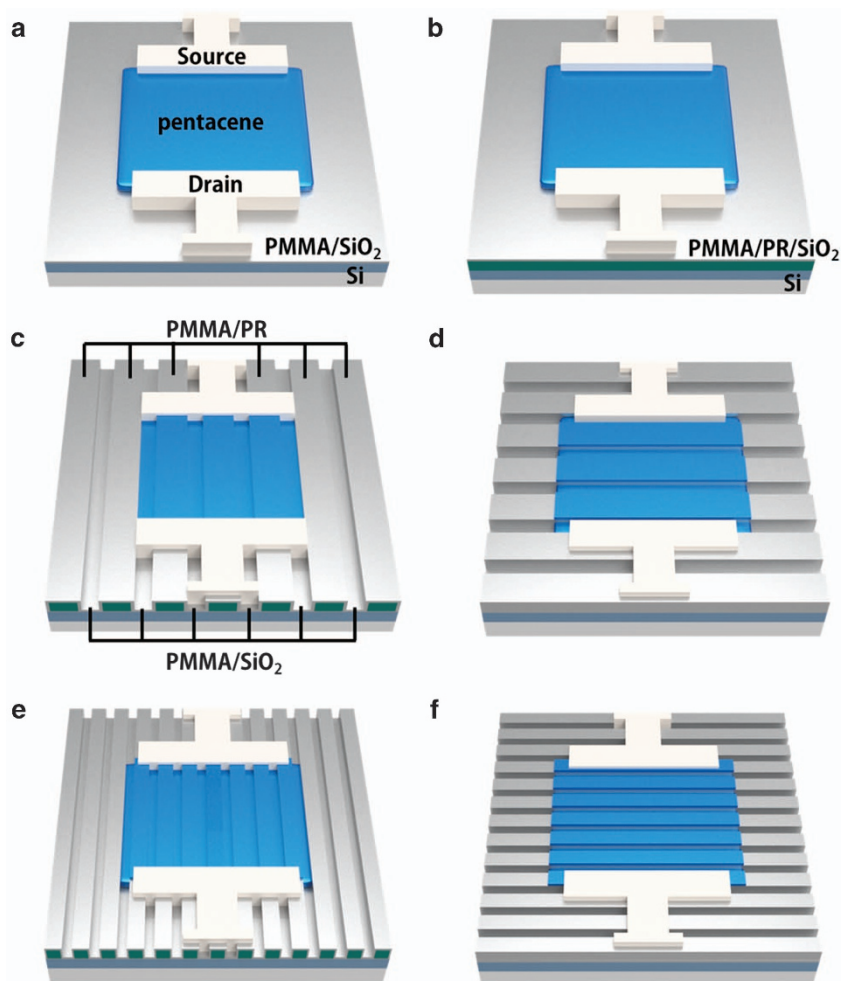 a
Source
pentacene
Drain
PMMA/SiO₂
Si
b
PMMA/PR/SiO₂
Si
c
PMMA/PR
PMMA/SiO₂
d
e
f